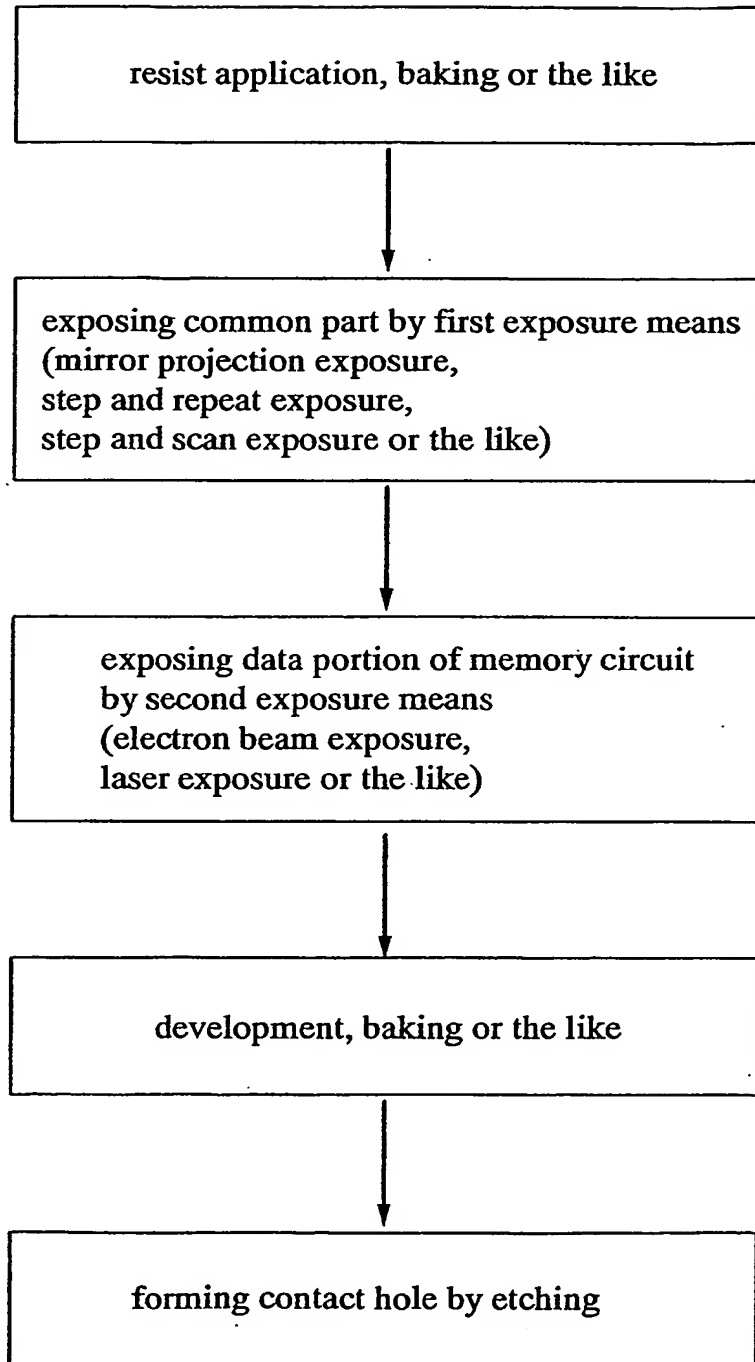 resist application, baking or the like
exposing common part by first exposure means
(mirror projection exposure,
step and repeat exposure,
step and scan exposure or the like)
exposing data portion of memory circuit
by second exposure means
(electron beam exposure,
laser exposure or the like)
development, baking or the like
forming contact hole by etching